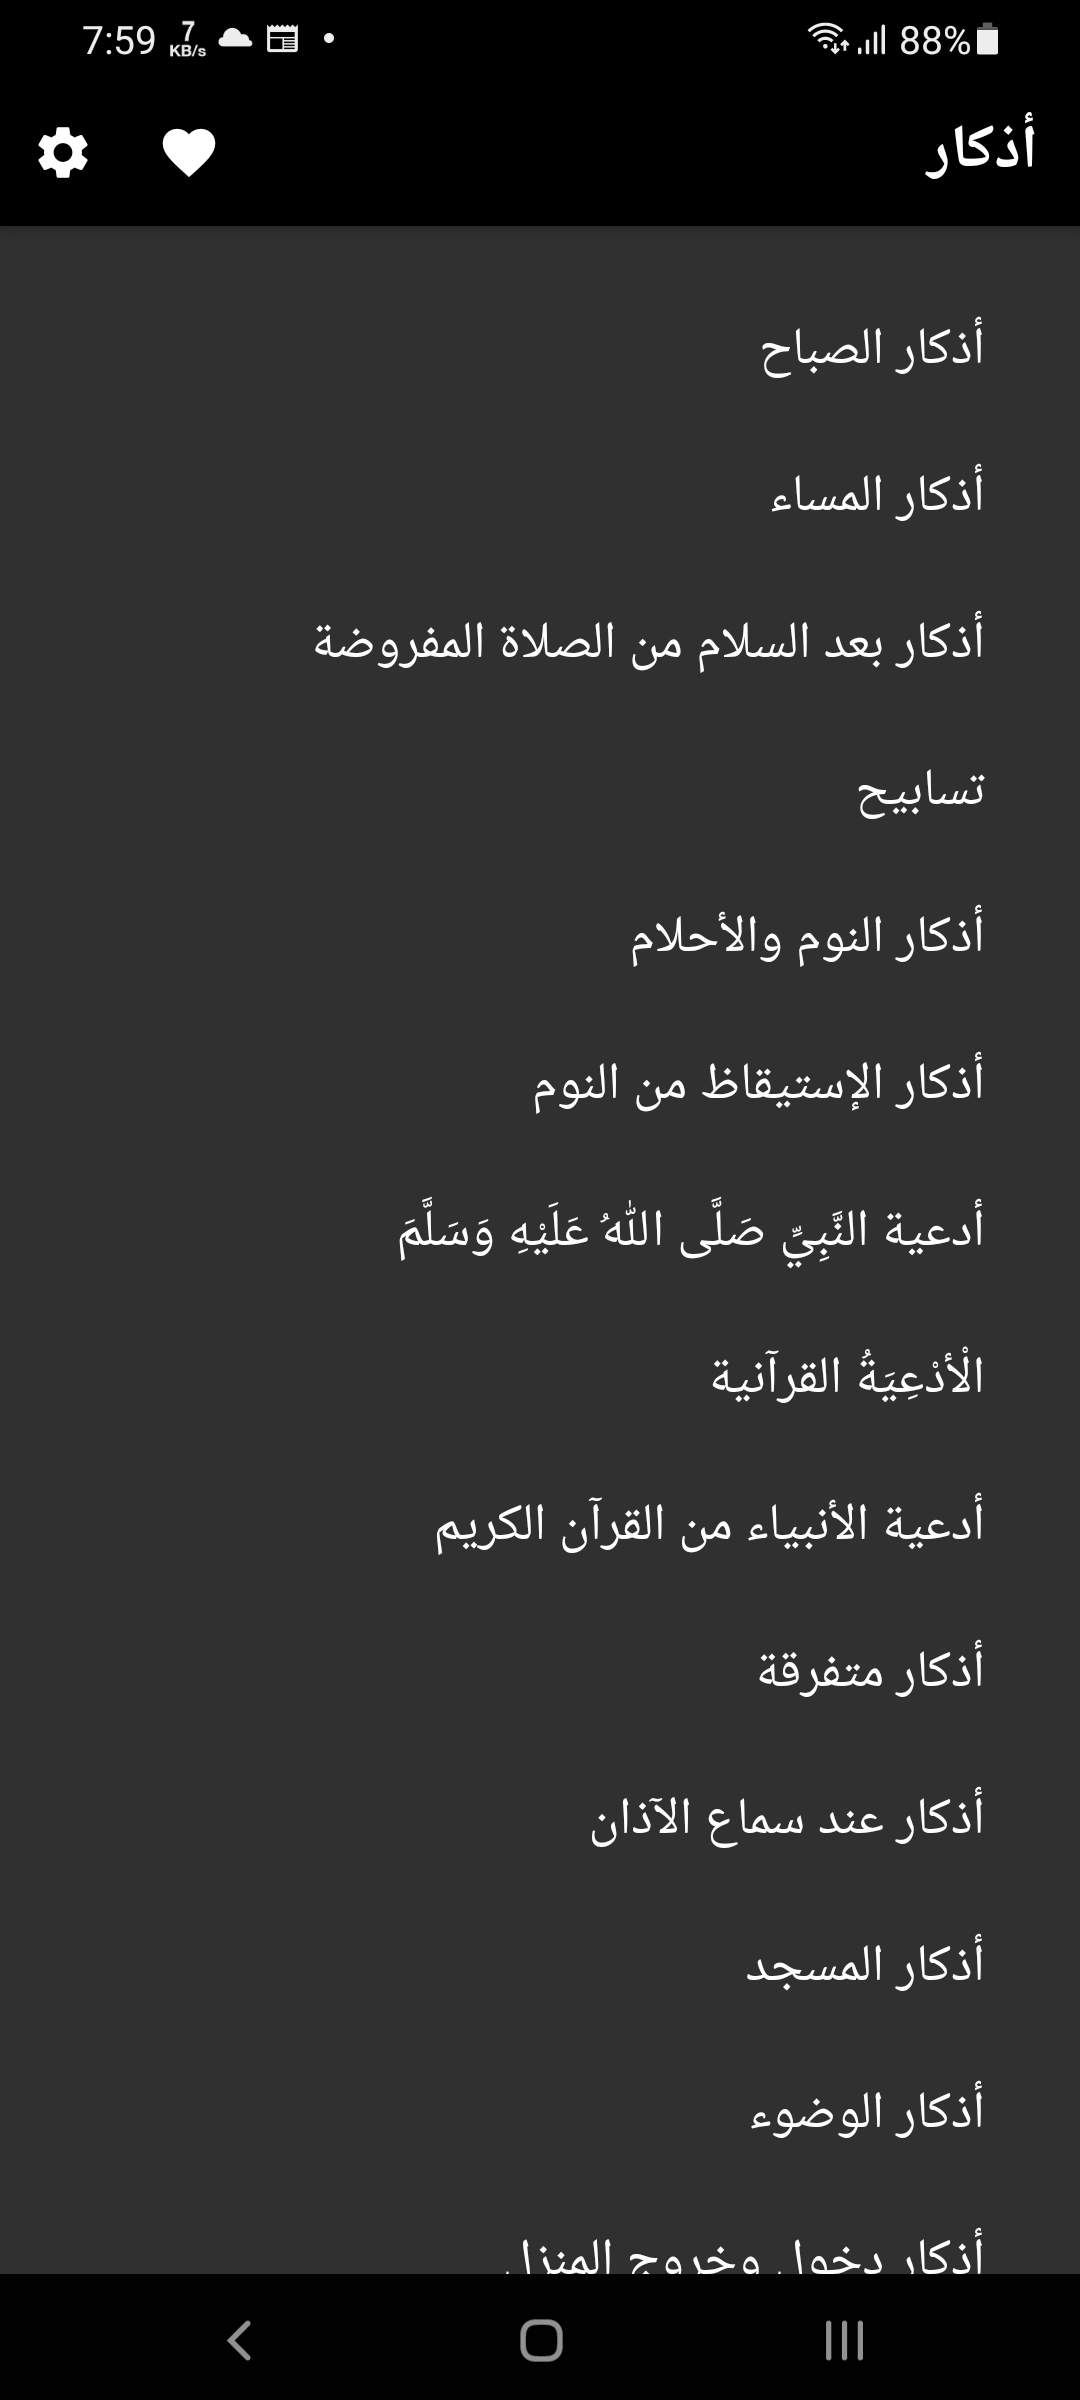 7:59 7 KB/s 88%
أذكار
أذكار الصباح
أذكار المساء
أذكار بعد السلام من الصلاة المفروضة
تسابيح
أذكار النوم والأحلام
أذكار الإستيقاظ من النوم
أدعية النَّبِيِّ صَلَّى اللهُ عَلَيْهِ وَسَلَّمَ
الْأدْعِيَةُ القرآنية
أدعية الأنبياء من القرآن الكريم
أذكار متفرقة
أذكار عند سماع الآذان
أذكار المسجد
أذكار الوضوء
أذكار دخول وخروج المنزل